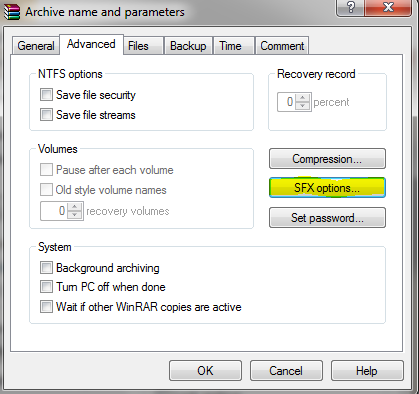 Archive name and parameters
General Advanced Files Backup Time Comment
NTFS options
Save file security
Save file streams
Recovery record
0 percent
Volumes
Pause after each volume
Old style volume names
0 recovery volumes
Compression...
SFX options...
Set password...
System
Background archiving
Turn PC off when done
Wait if other WinRAR copies are active
OK Cancel Help